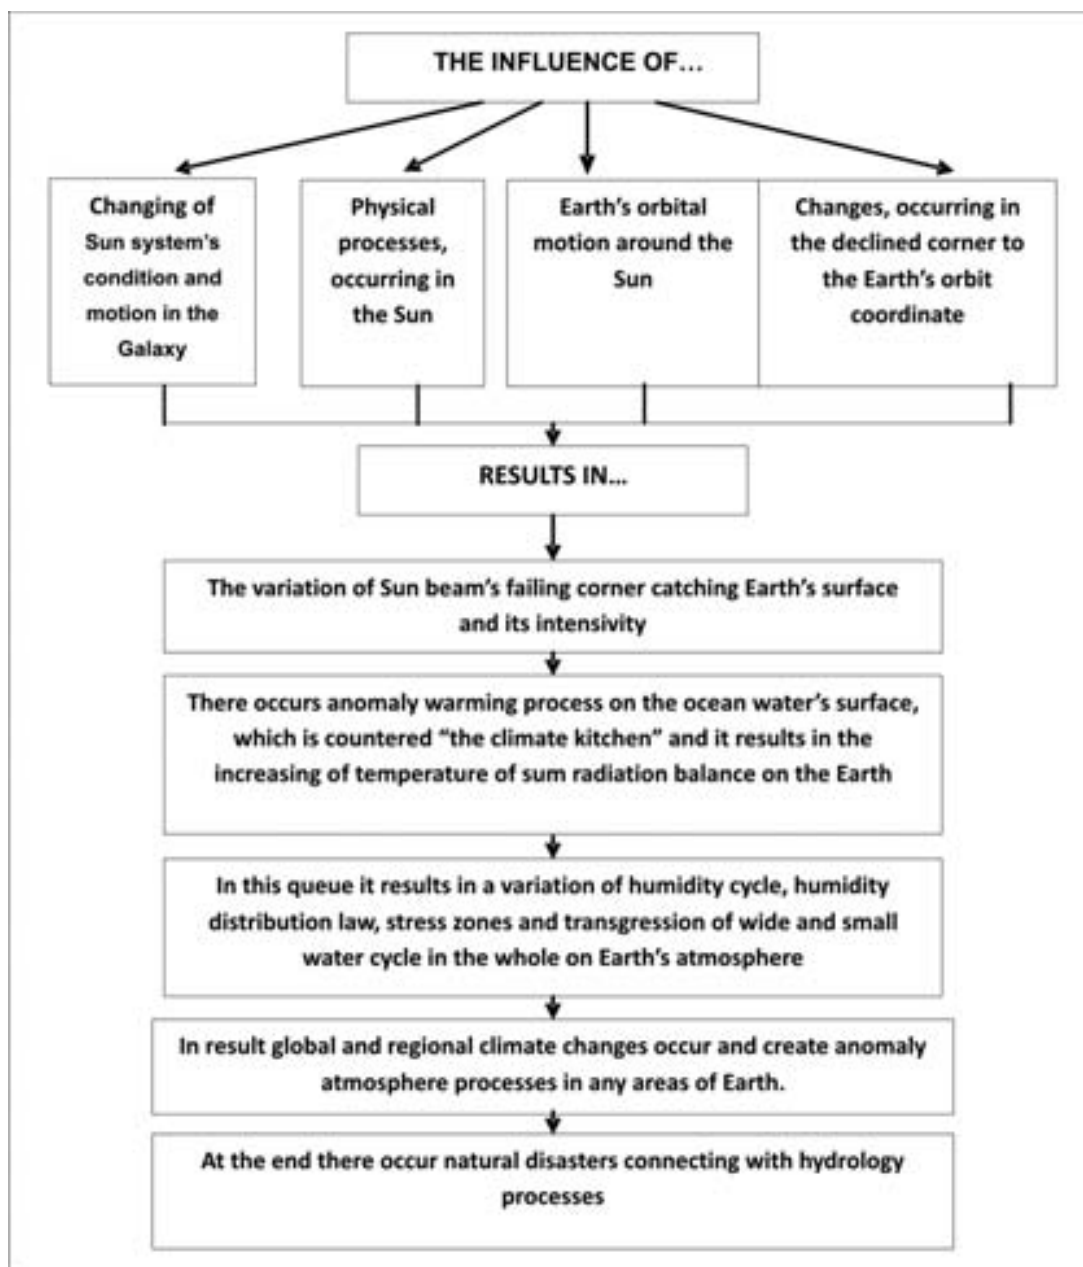 THE INFLUENCE OF...
Changing of
Sun system's
condition and
motion in the
Galaxy
Physical
processes,
occurring in
the Sun
Earth's orbital
motion around the
Sun
Changes, occurring in
the declined corner to
the Earth's orbit
coordinate
RESULTS IN...
The variation of Sun beam's failing corner catching Earth's surface
and its intensivity
There occurs anomaly warming process on the ocean water's surface,
which is countered "the climate kitchen" and it results in the
increasing of temperature of sum radiation balance on the Earth
In this queue it results in a variation of humidity cycle, humidity
distribution law, stress zones and transgression of wide and small
water cycle in the whole on Earth's atmosphere
In result global and regional climate changes occur and create anomaly
atmosphere processes in any areas of Earth.
At the end there occur natural disasters connecting with hydrology
processes